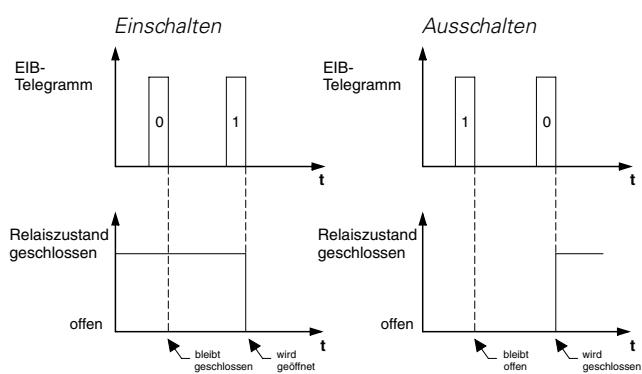 Einschalten
EIB-
Telegramm
0
1
t
Relaiszustand
geschlossen
offen
t
bleibt
geschlossen
wird
geöffnet
Ausschalten
EIB-
Telegramm
1
0
t
Relaiszustand
geschlossen
offen
t
bleibt
offen
wird
geschlossen